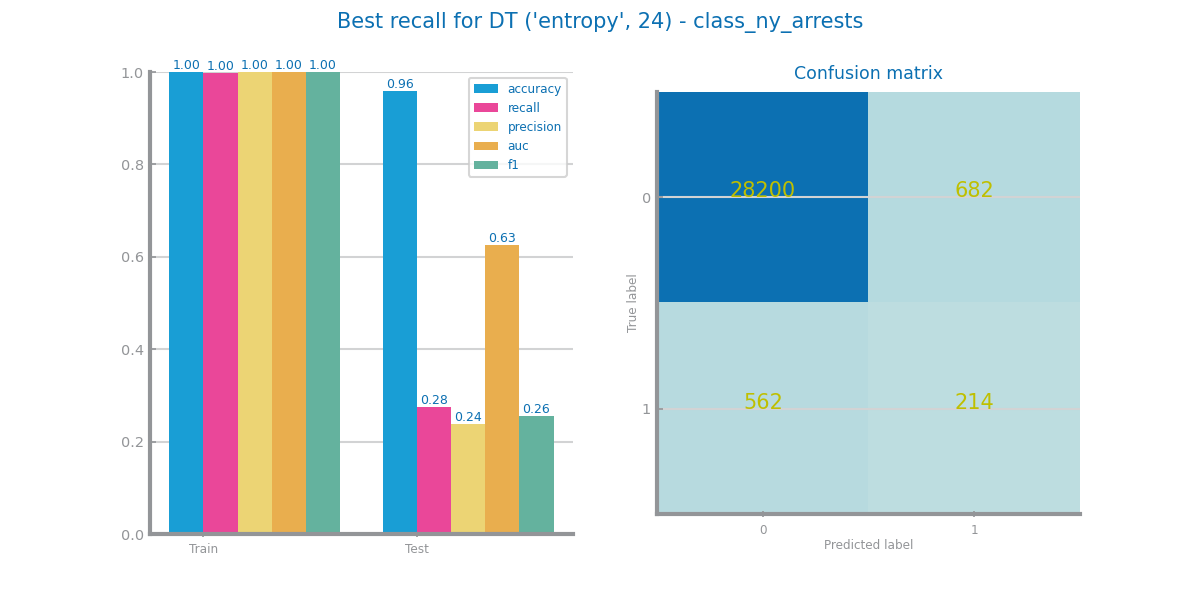 Best recall for DT ('entropy', 24) - class_ny_arrests
1.00 1.00 1.00 1.00 1.00
0.96
0.28
0.24
0.63
0.26
accuracy
recall
precision
auc
f1
1.0
0.8
0.6
0.4
0.2
0.0
Train
Test
Confusion matrix
28200
682
562
214
True label
0
1
0
1
Predicted label